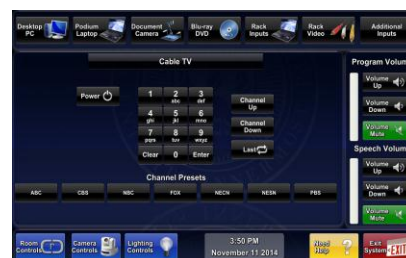 Desktop PC
Podium Laptop
Document Camera
Blu-ray DVD
Rack Inputs
Rack Video
Additional Inputs
Cable TV
Program Volum
Power
1
2 abc
3 def
4 ghi
5 jkl
6 mno
7 pqrs
8 tuv
9 wxyz
Clear
0
Enter
Channel Up
Channel Down
Last
Volume Up
Volume Down
Volume Mute
Speech Volum
Volume Up
Volume Down
Volume Mute
Channel Presets
ABC
CBS
NBC
FOX
NECN
NESN
PBS
Room Controls
Camera Controls
Lighting Controls
3:50 PM
November 11 2014
Need Help
?
Exit System
EXIT